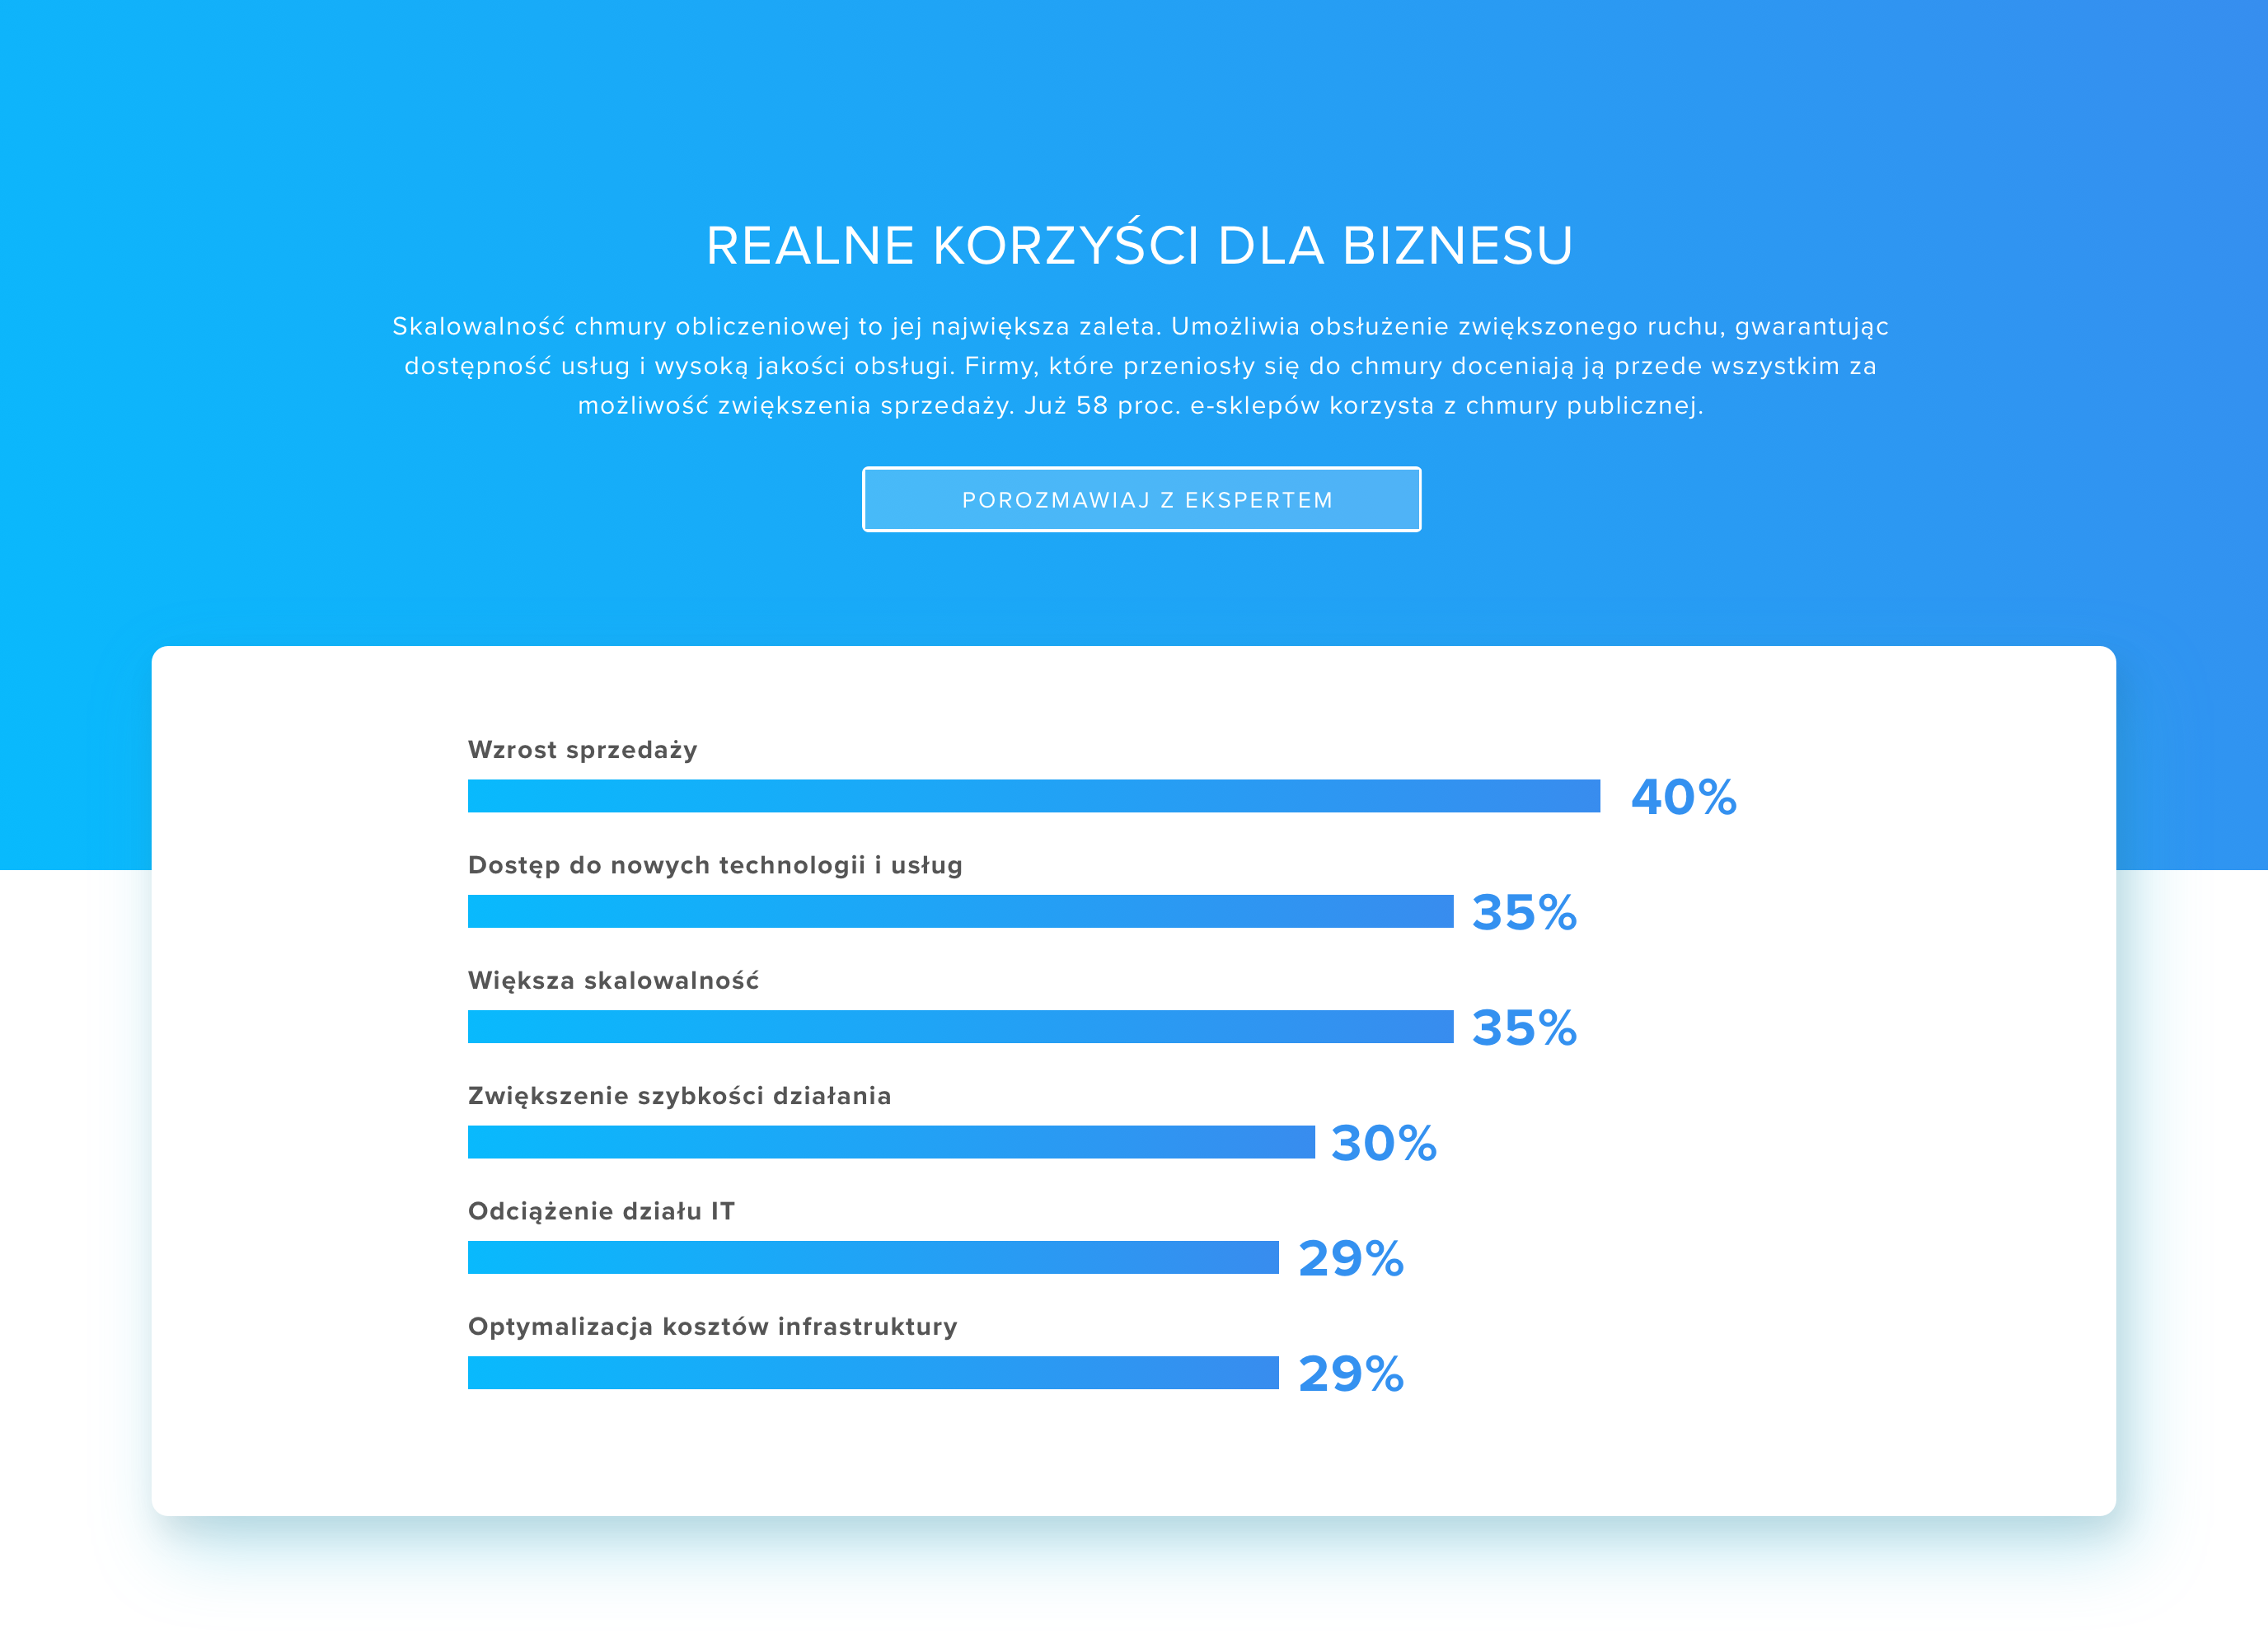 REALNE KORZYŚCI DLA BIZNESU
Skalowalność chmury obliczeniowej to jej największa zaleta. Umożliwia obsłużenie zwiększonego ruchu, gwarantując
dostępność usług i wysoką jakości obsługi. Firmy, które przeniosły się do chmury doceniają ją przede wszystkim za
możliwość zwiększenia sprzedaży. Już 58 proc. e-sklepów korzysta z chmury publicznej.
POROZMAWIAJ Z EKSPERTEM
Wzrost sprzedaży
40%
Dostęp do nowych technologii i usług
35%
Większa skalowalność
35%
Zwiększenie szybkości działania
30%
Odciążenie działu IT
29%
Optymalizacja kosztów infrastruktury
29%